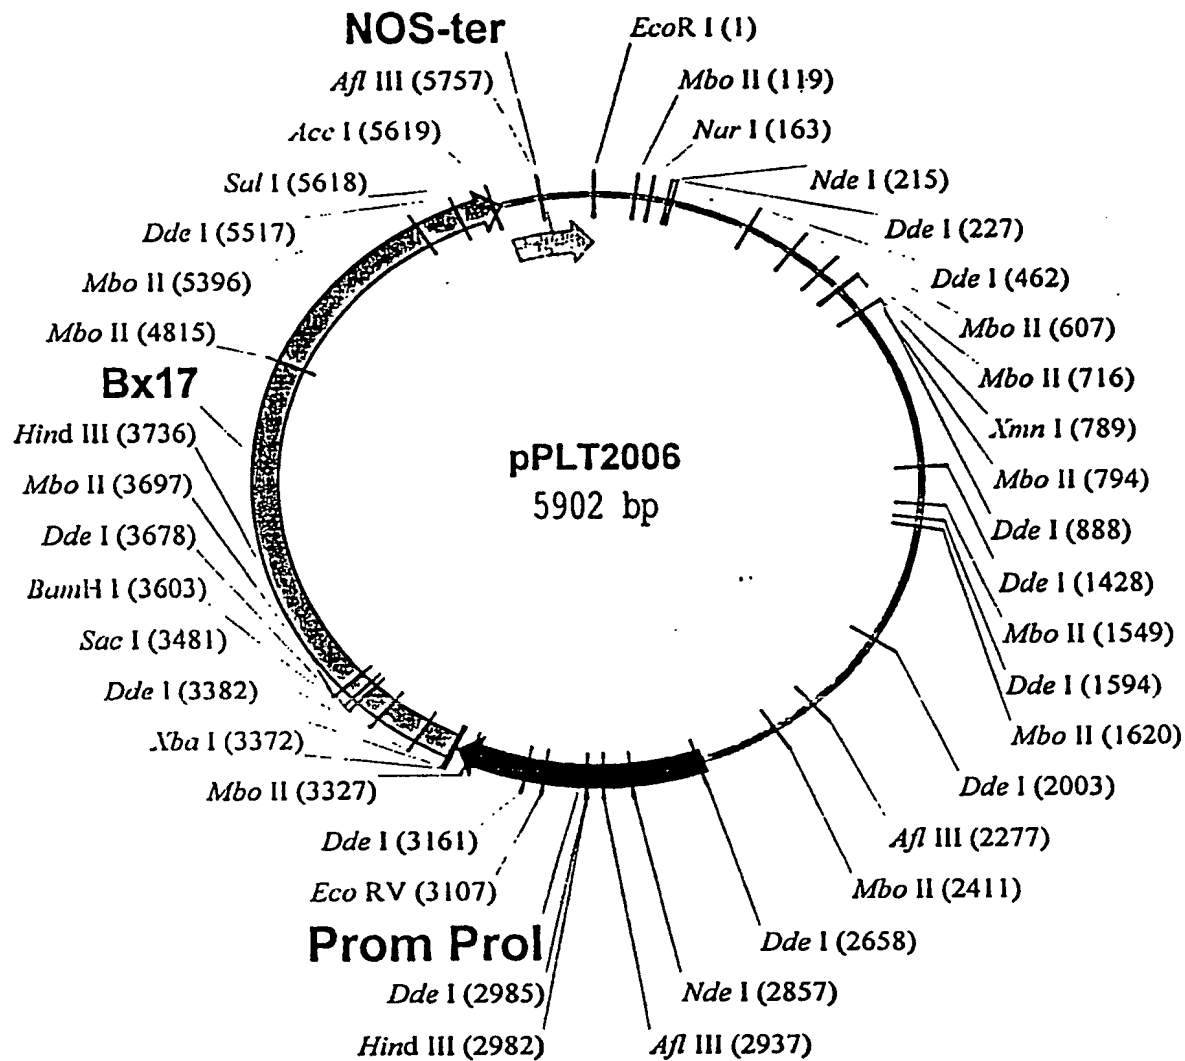 NOS-ter
EcoR I (1)
Afl III (5757)
Mbo II (119)
Acc I (5619)
Nar I (163)
Sal I (5618)
Nde I (215)
Dde I (5517)
Dde I (227)
Mbo II (5396)
Dde I (462)
Mbo II (4815)
Mbo II (607)
Bx17
Mbo II (716)
Hind III (3736)
Xmn I (789)
pPLT2006
5902 bp
Mbo II (3697)
Mbo II (794)
Dde I (3678)
Dde I (888)
BamH I (3603)
Dde I (1428)
Sac I (3481)
Mbo II (1549)
Dde I (3382)
Dde I (1594)
Xba I (3372)
Mbo II (1620)
Mbo II (3327)
Dde I (2003)
Dde I (3161)
Afl III (2277)
Eco RV (3107)
Mbo II (2411)
Prom Prol
Dde I (2658)
Dde I (2985)
Nde I (2857)
Hind III (2982)
Afl III (2937)